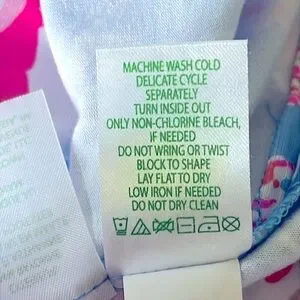 MACHINE WASH COLD
DELICATE CYCLE
SEPARATELY
TURN INSIDE OUT
ONLY NON-CHLORINE BLEACH,
IF NEEDED
DO NOT WRING OR TWIST
BLOCK TO SHAPE
LAY FLAT TO DRY
LOW IRON IF NEEDED
DO NOT DRY CLEAN